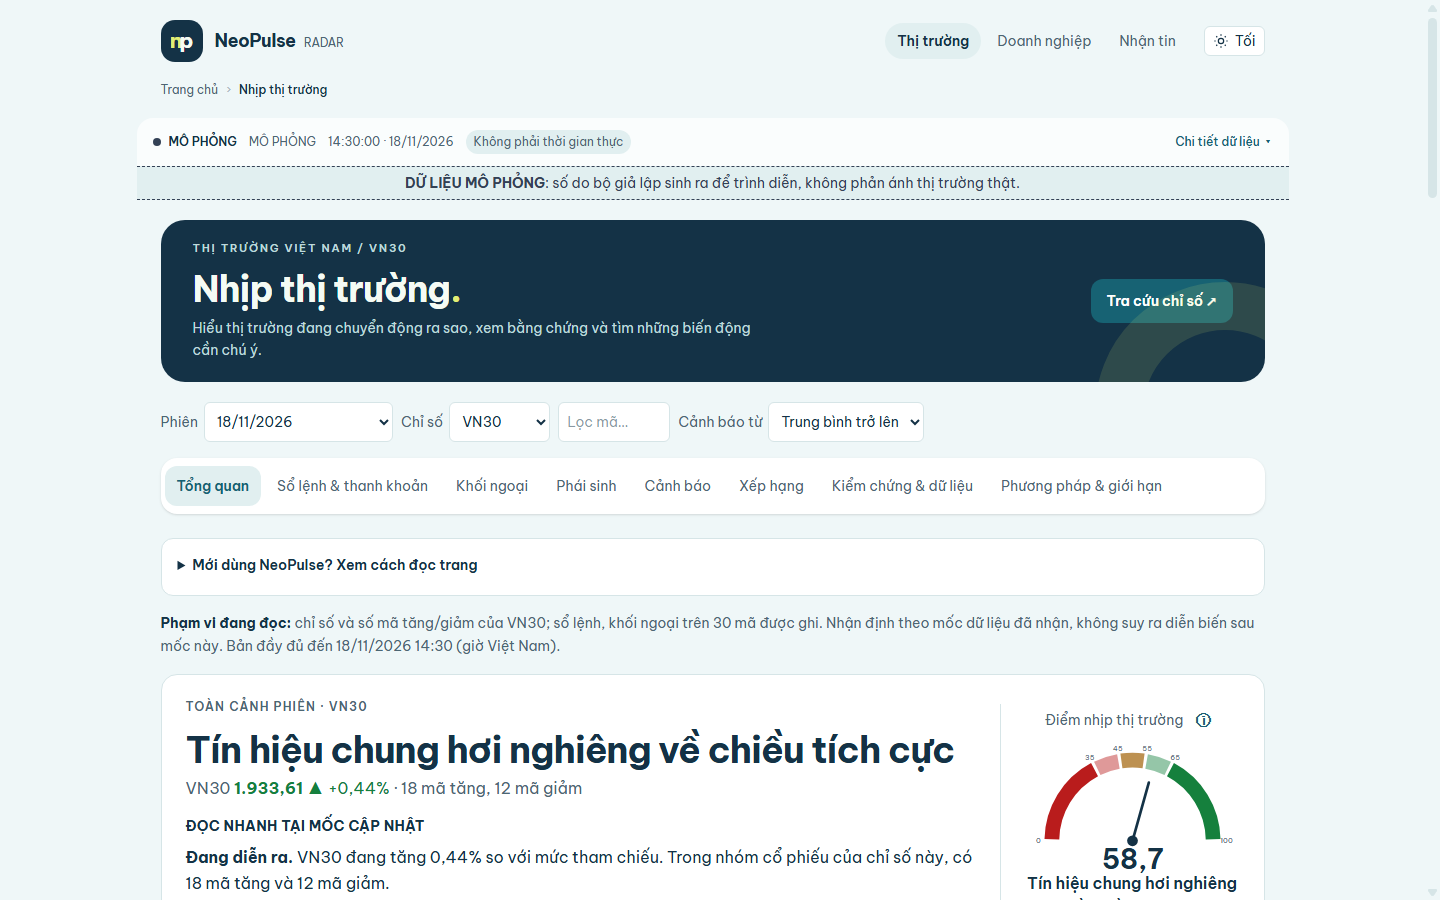 np NeoPulse RADAR
Thị trường Doanh nghiệp Nhận tin Tối
Trang chủ › Nhịp thị trường
MÔ PHỎNG MÔ PHỎNG 14:30:00 · 18/11/2026 Không phải thời gian thực Chi tiết dữ liệu
DỮ LIỆU MÔ PHỎNG: số do bộ giả lập sinh ra để trình diễn, không phản ánh thị trường thật.
THỊ TRƯỜNG VIỆT NAM / VN30
Nhịp thị trường.
Hiểu thị trường đang chuyển động ra sao, xem bằng chứng và tìm những biến động
cần chú ý.
Tra cứu chỉ số ↗
Phiên 18/11/2026 Chỉ số VN30 Lọc mã... Cảnh báo từ Trung bình trở lên
Tổng quan Sổ lệnh & thanh khoản Khối ngoại Phái sinh Cảnh báo Xếp hạng Kiểm chứng & dữ liệu Phương pháp & giới hạn
▶ Mới dùng NeoPulse? Xem cách đọc trang
Phạm vi đang đọc: chỉ số và số mã tăng/giảm của VN30; sổ lệnh, khối ngoại trên 30 mã được ghi. Nhận định theo mốc dữ liệu đã nhận, không suy ra diễn biến sau
mốc này. Bản đầy đủ đến 18/11/2026 14:30 (giờ Việt Nam).
TOÀN CẢNH PHIÊN · VN30
Tín hiệu chung hơi nghiêng về chiều tích cực
VN30 1.933,61 ▲ +0,44% · 18 mã tăng, 12 mã giảm
ĐỌC NHANH TẠI MỐC CẬP NHẬT
Đang diễn ra. VN30 đang tăng 0,44% so với mức tham chiếu. Trong nhóm cổ phiếu của chỉ số này, có
18 mã tăng và 12 mã giảm.
Điểm nhịp thị trường
0 35 45 55 65 100
58,7
Tín hiệu chung hơi nghiêng